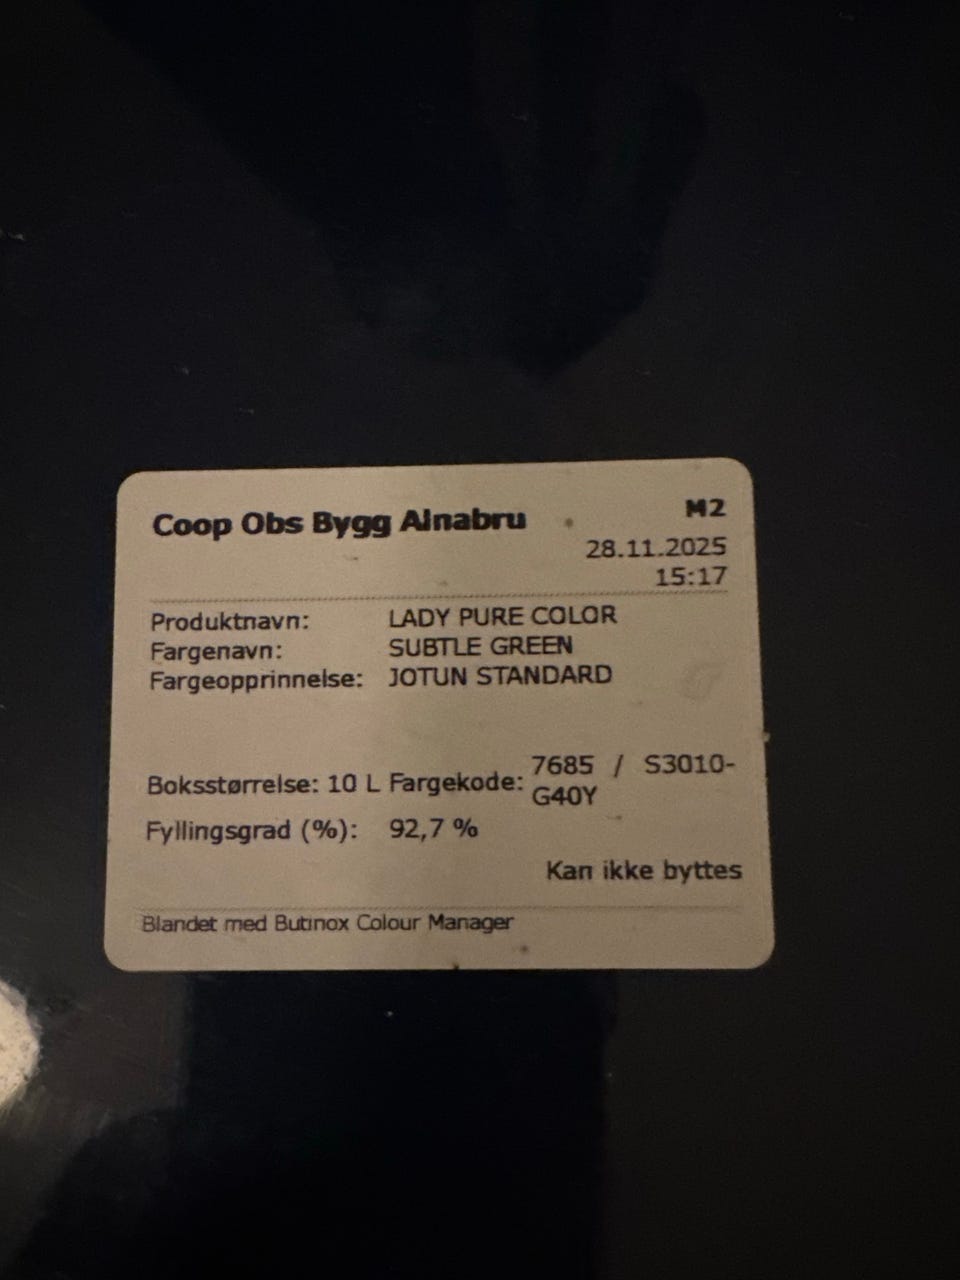 Coop Obs Bygg Alnabru
M2
28.11.2025
15:17
Produktnavn: LADY PURE COLOR
Fargenavn: SUBTLE GREEN
Fargeopprinnelse: JOTUN STANDARD
Boksstørrelse: 10 L Fargekode: 7685 / S3010-
G40Y
Fyllingsgrad (%): 92,7 %
Kan ikke byttes
Blandet med Butinox Colour Manager